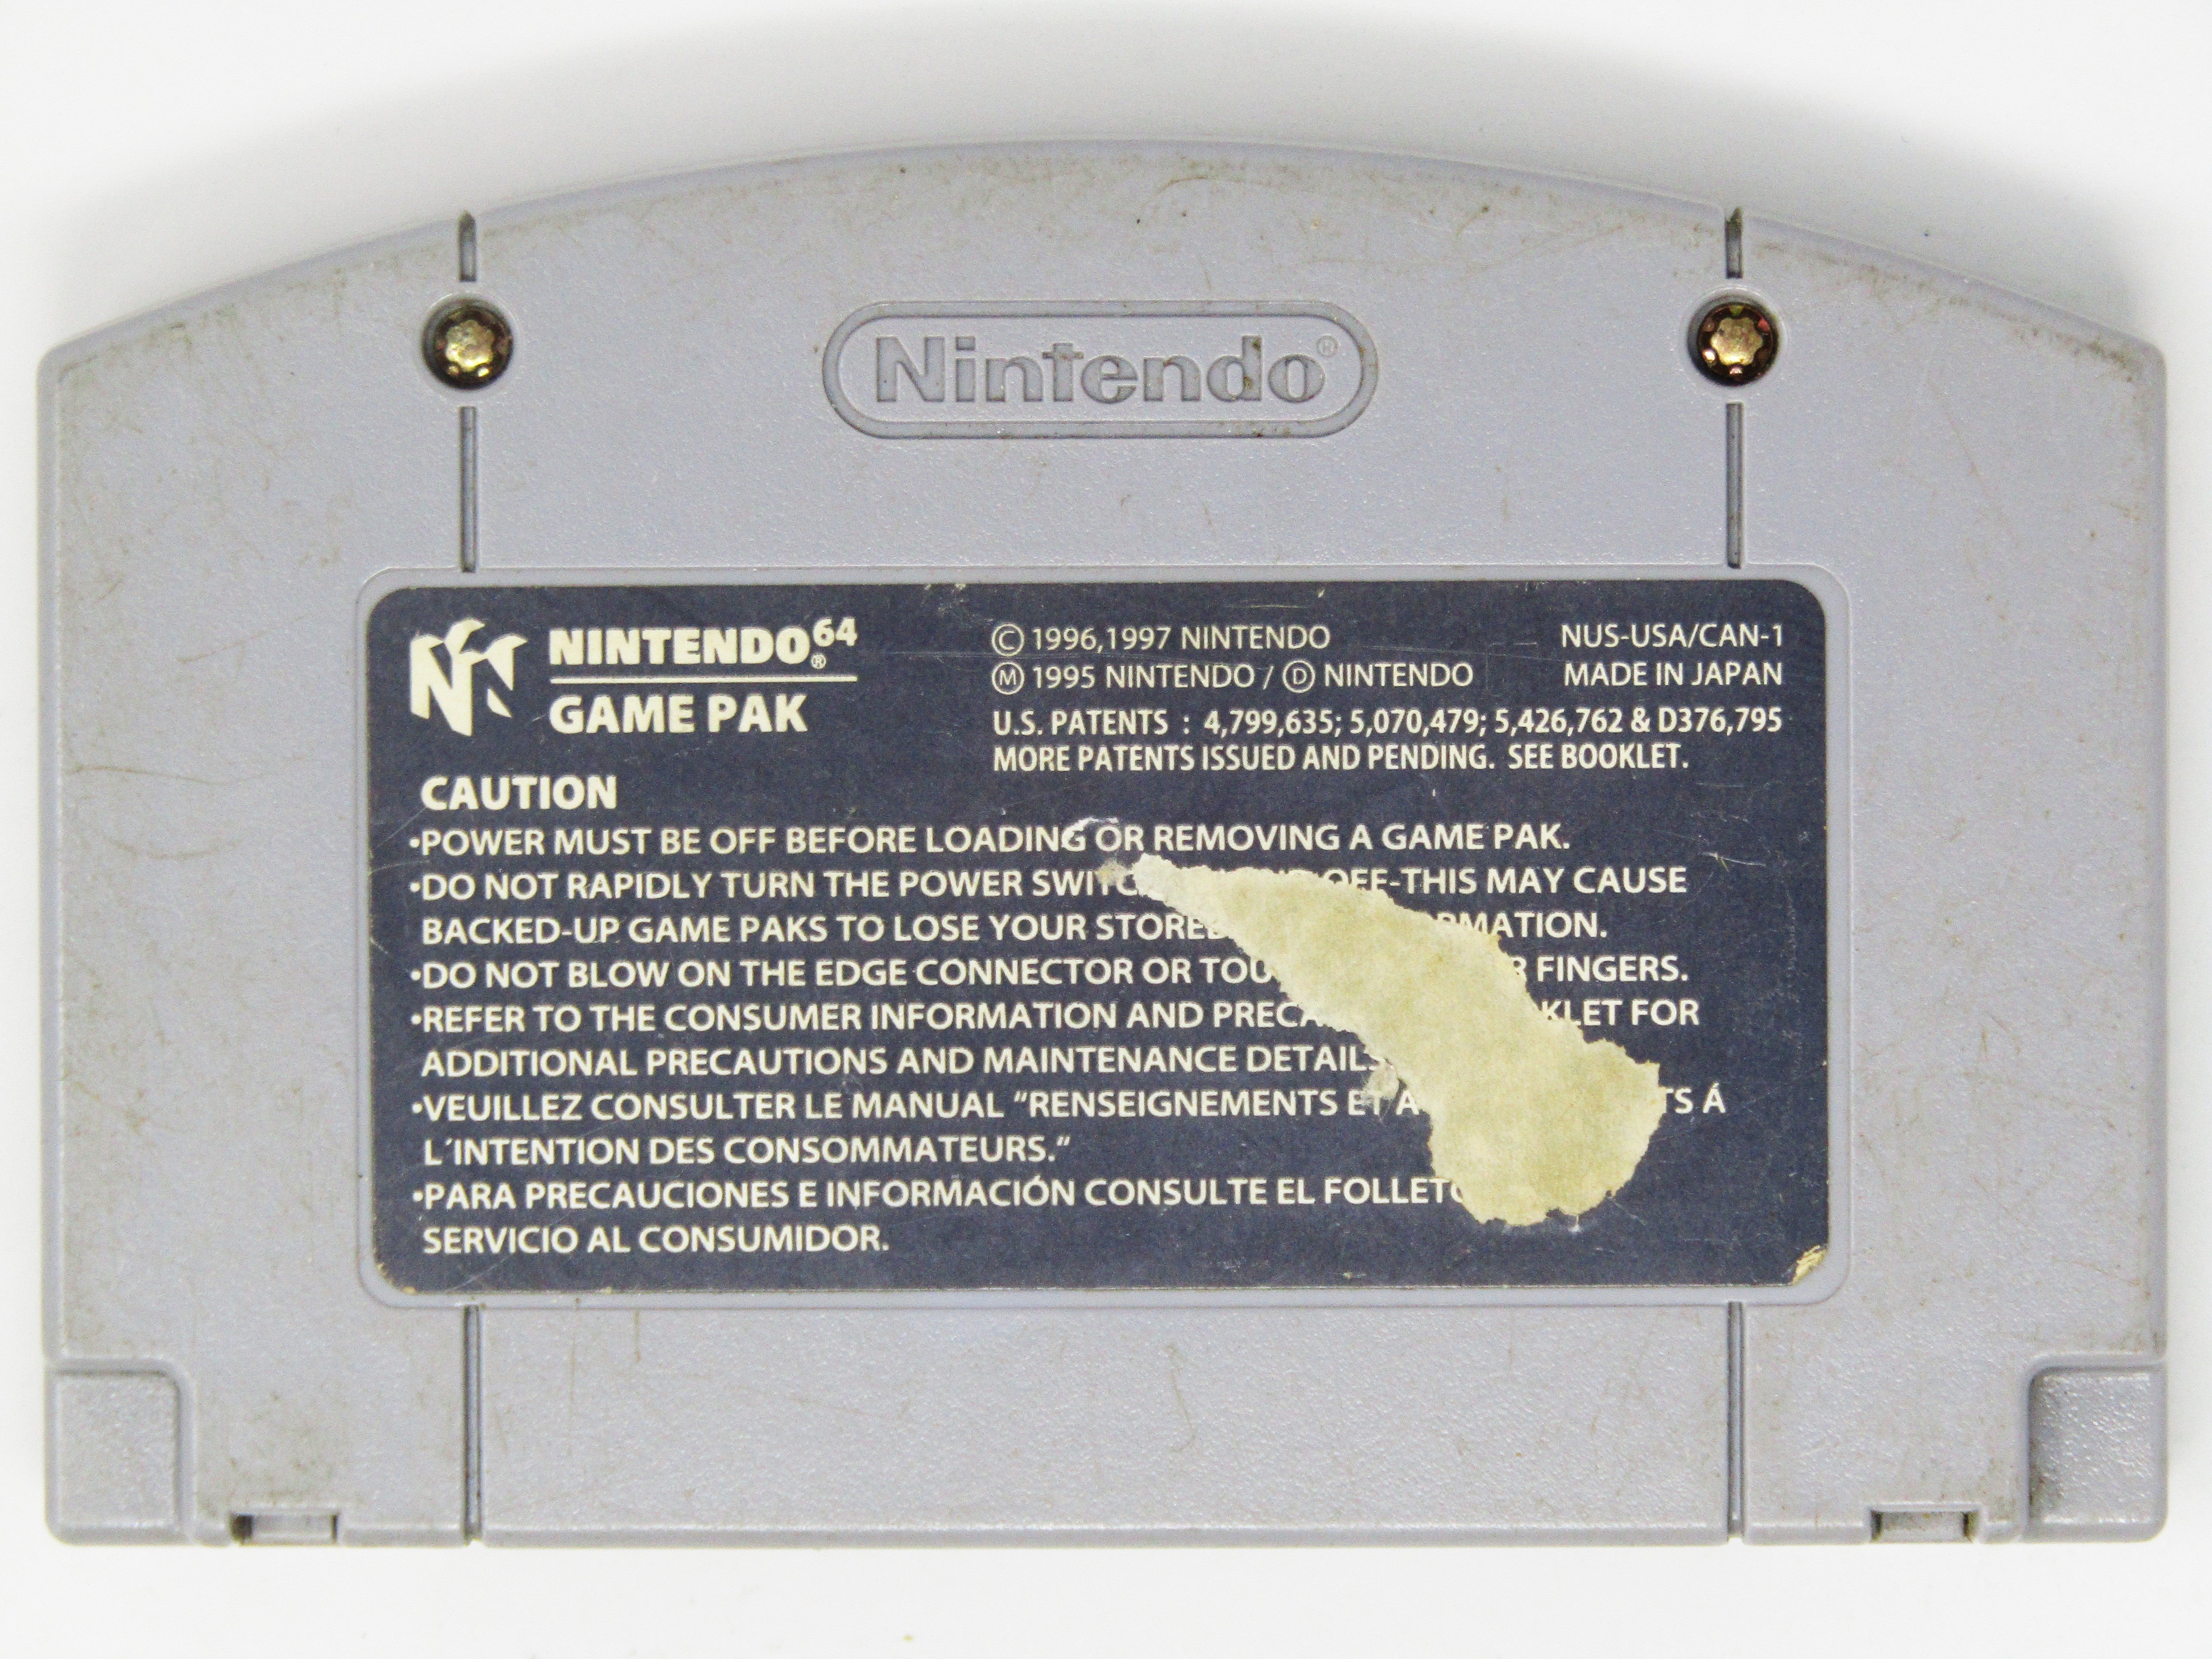 Nintendo®
NINTENDO⁶⁴®
GAME PAK
Ⓒ 1996,1997 NINTENDO
Ⓜ 1995 NINTENDO / Ⓓ NINTENDO
NUS-USA/CAN-1
MADE IN JAPAN
U.S. PATENTS : 4,799,635; 5,070,479; 5,426,762 & D376,795
MORE PATENTS ISSUED AND PENDING. SEE BOOKLET.
CAUTION
•POWER MUST BE OFF BEFORE LOADING OR REMOVING A GAME PAK.
•DO NOT RAPIDLY TURN THE POWER OFF-THIS MAY CAUSE
BACKED-UP GAME PAKS TO LOSE YOUR STORED
•DO NOT BLOW ON THE EDGE CONNECTOR OR FINGERS.
•REFER TO THE CONSUMER INFORMATION AND FOR
ADDITIONAL PRECAUTIONS AND MAINTENANCE DETAILS
•VEUILLEZ CONSULTER LE MANUAL "RENSEIGNEMENTS ET Á
L´INTENTION DES CONSOMMATEURS."
•PARA PRECAUCIONES E INFORMACIÓN CONSULTE EL FOLLETO
SERVICIO AL CONSUMIDOR.